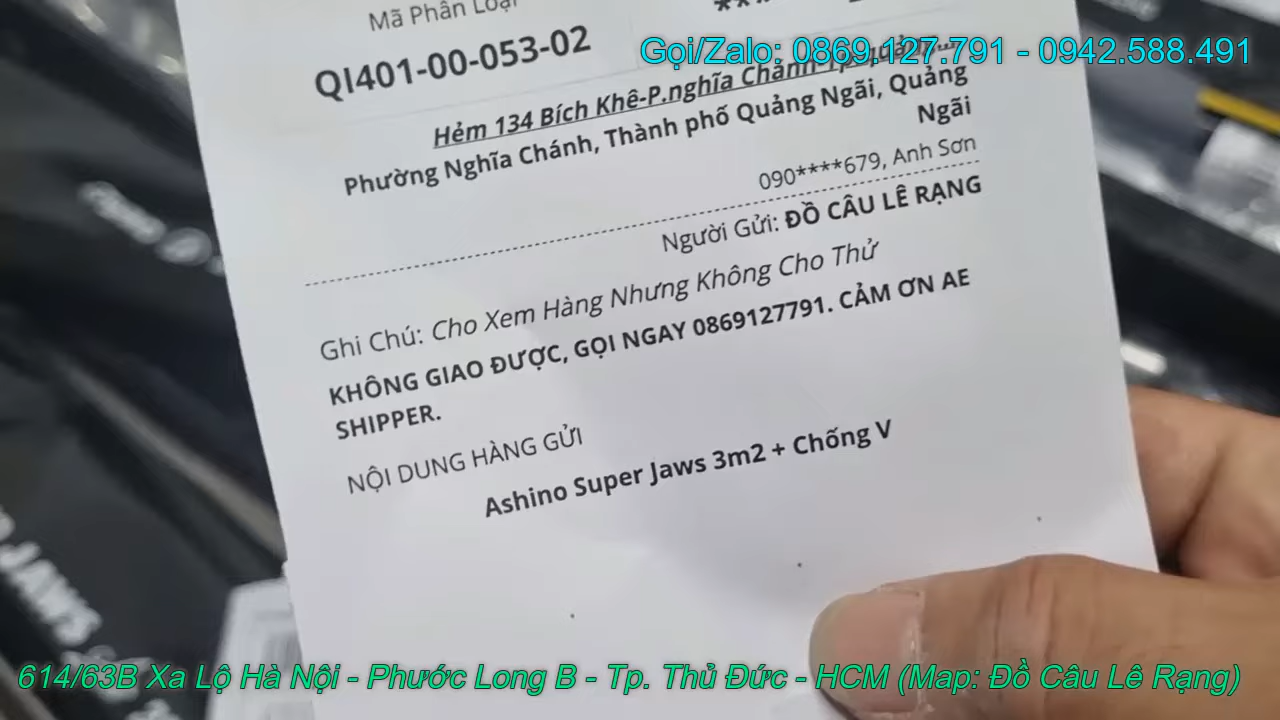 Mã Phân Loại
Gọi/Zalo: 0869.127.791 - 0942.588.491
QI401-00-053-02
Hẻm 134 Bích Khê-P.nghĩa Chánh
Phường Nghĩa Chánh, Thành phố Quảng Ngãi, Quảng
Ngãi
090****679, Anh Sơn
Người Gửi: ĐỒ CÂU LÊ RẠNG
Ghi Chú: Cho Xem Hàng Nhưng Không Cho Thử
KHÔNG GIAO ĐƯỢC, GỌI NGAY 0869127791. CẢM ƠN AE
SHIPPER.
NỘI DUNG HÀNG GỬI
Ashino Super Jaws 3m2 + Chống V
JAWS
614/63B Xa Lộ Hà Nội - Phước Long B - Tp. Thủ Đức - HCM (Map: Đồ Câu Lê Rạng)